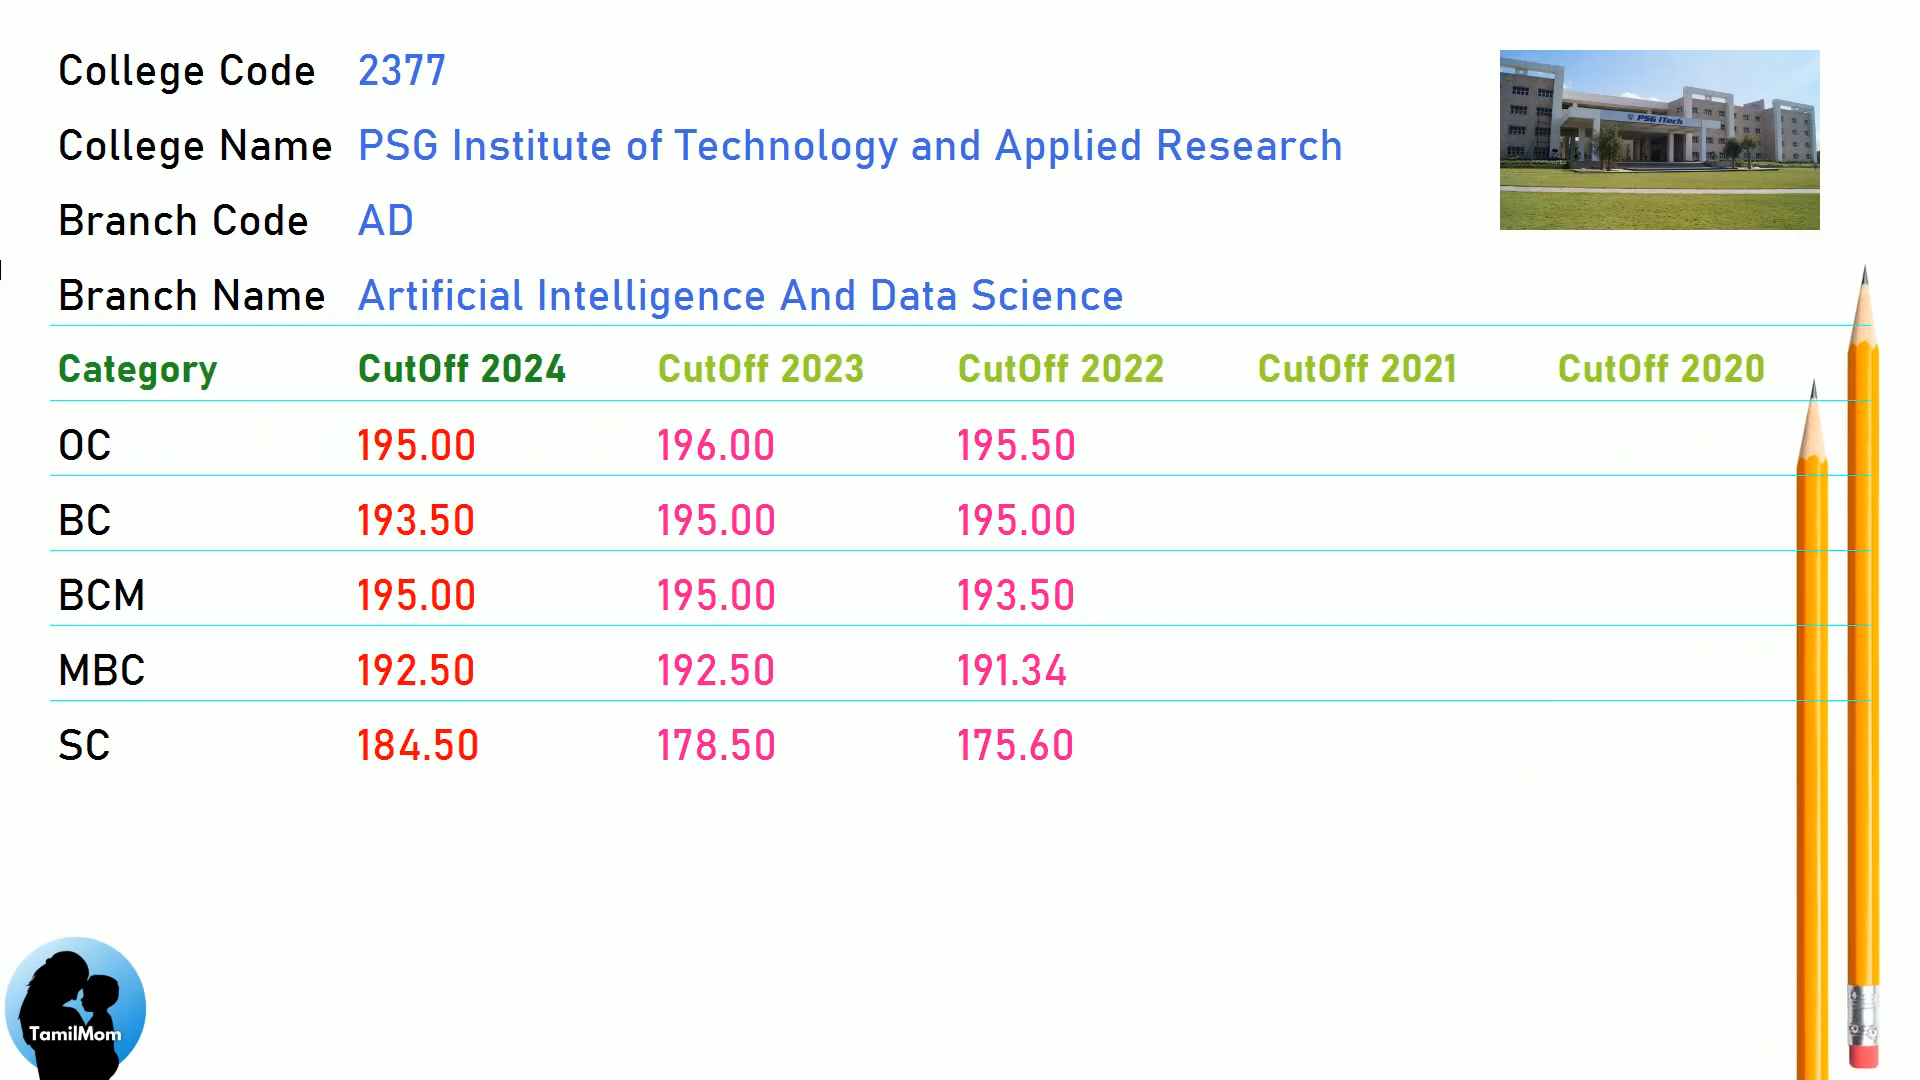 College Code 2377
College Name PSG Institute of Technology and Applied Research
PSG iTech
Branch Code AD
Branch Name Artificial Intelligence And Data Science
Category CutOff 2024 CutOff 2023 CutOff 2022 CutOff 2021 CutOff 2020
OC 195.00 196.00 195.50
BC 193.50 195.00 195.00
BCM 195.00 195.00 193.50
MBC 192.50 192.50 191.34
SC 184.50 178.50 175.60
TamilMom